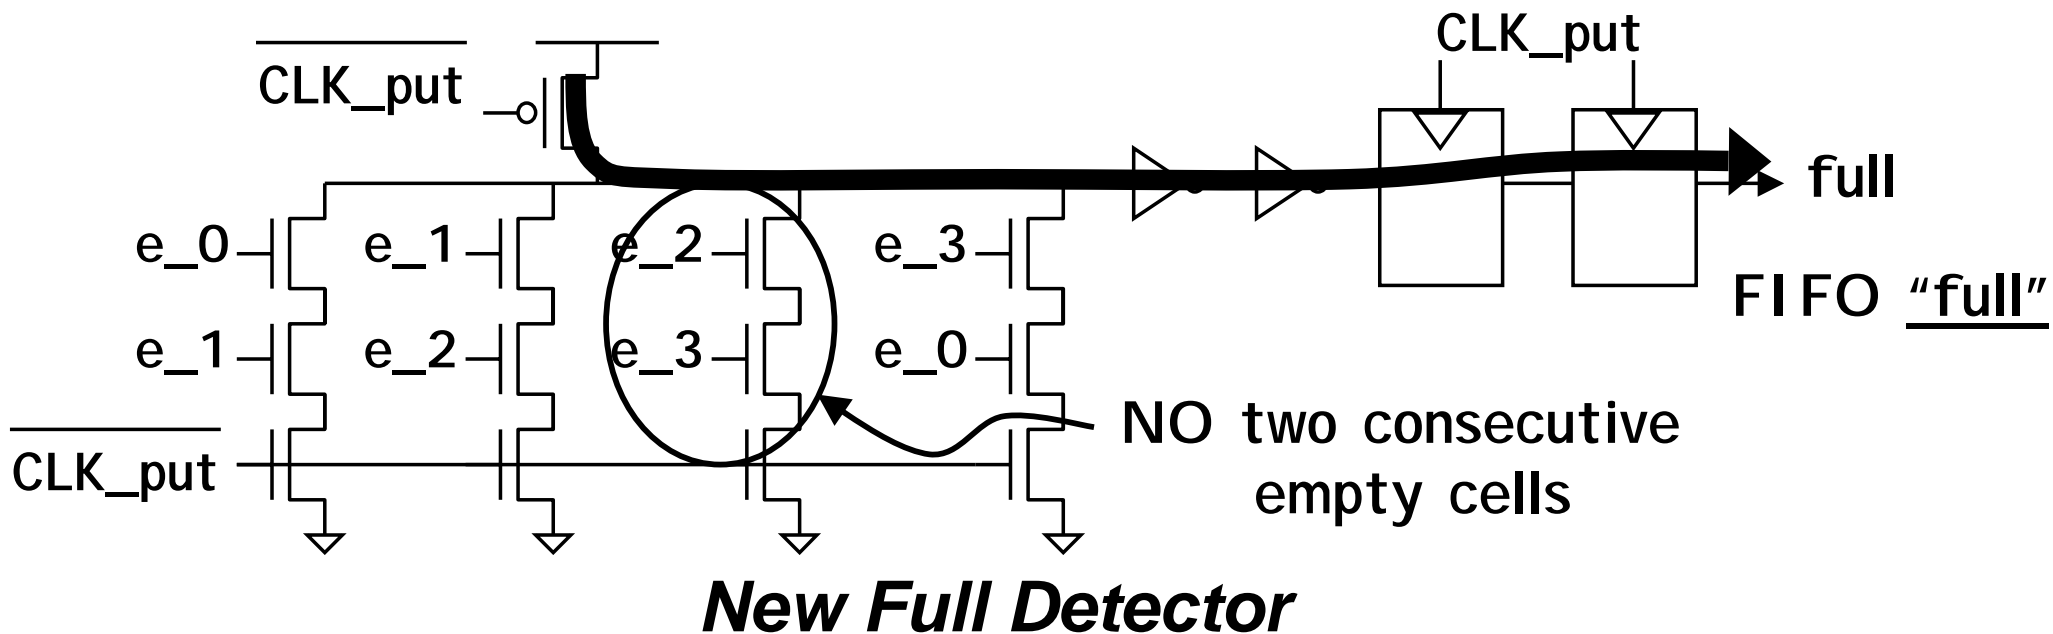 CLK_put
CLK_put
full
e_0
e_1
e_2
e_3
FIFO “full”
e_1
e_2
e_3
e_0
NO two consecutive
empty cells
CLK_put
New Full Detector